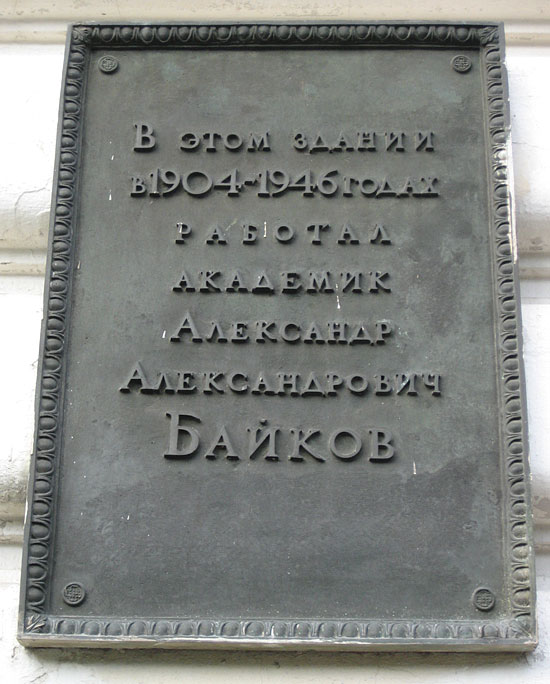 В этом здании
в 1904-1946 годах
работал
академик
Александр
Александрович
Байков